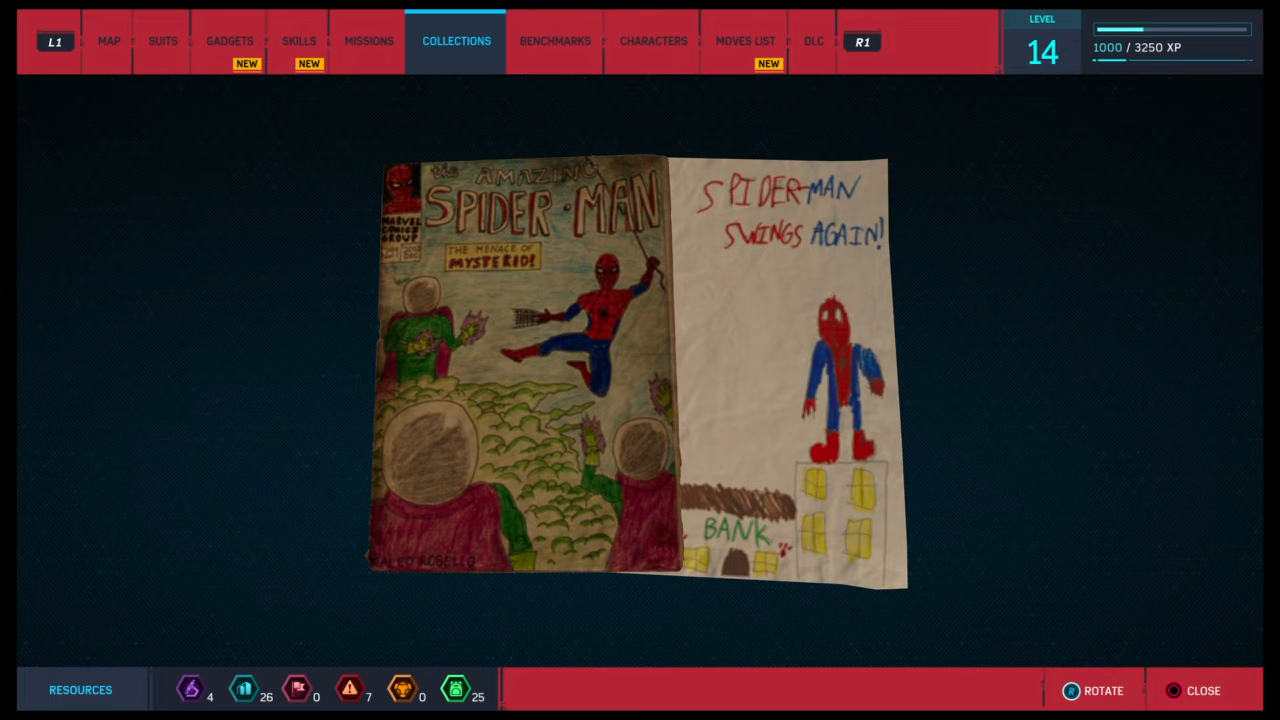 L1 MAP SUITS GADGETS SKILLS MISSIONS COLLECTIONS BENCHMARKS CHARACTERS MOVES LIST DLC R1
NEW NEW NEW
LEVEL
14
1000 / 3250 XP
the AMAZING
SPIDER-MAN
MARVEL
COMICS
GROUP
THE MENACE OF
MYSTERIO!
SPIDER-MAN
SWINGS AGAIN!
BANK
RESOURCES 4 26 0 7 0 25
R ROTATE CLOSE